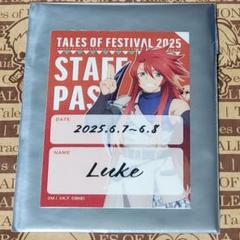 TALES OF FESTIVAL 2025
STAFF
PASS
DATE
2025.6.7~6.8
NAME
Luke